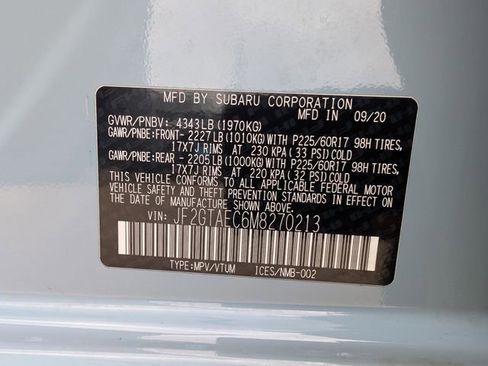 MFD BY SUBARU CORPORATION
MFD IN 09/20
GVWR/PNBV: 4343LB(1970KG)
GAWR/PNBE:FRONT- 2227LB(1010KG)WITH P225/60R17 98H TIRES,
17X7J RIMS AT 230 KPA(33 PSI)COLD
GAWR/PNBE:REAR - 2205LB(1000KG)WITH P225/60R17 98H TIRES,
17X7J RIMS AT 220 KPA(32 PSI)COLD
THIS VEHICLE CONFORMS TO ALL APPLICABLE FEDERAL MOTOR
VEHICLE SAFETY AND THEFT PREVENTION STANDARDS IN EFFECT
ON THE DATE OF MANUFACTURE SHOWN ABOVE.
VIN: JF2GTAEC6M8270213
TYPE:MPV/VTUM ICES/NMB-002